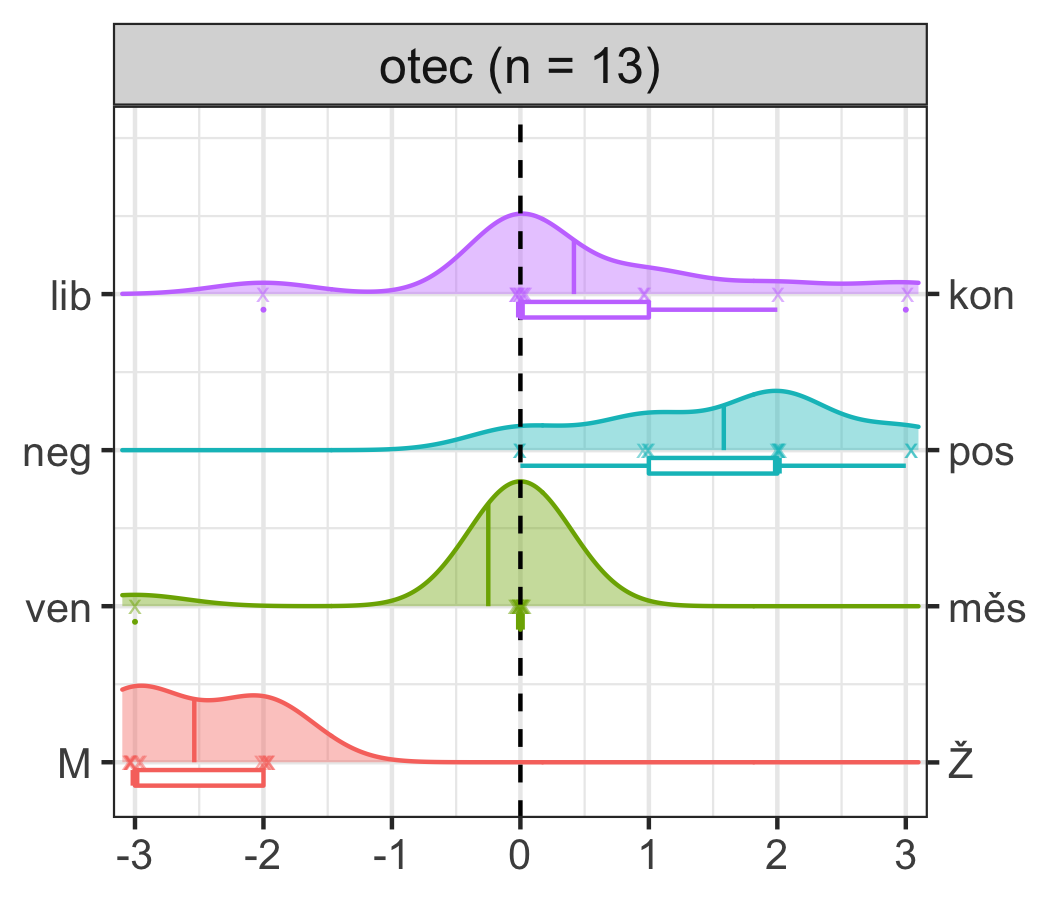 otec (n = 13)
lib kon
neg pos
ven měs
M Ž
-3 -2 -1 0 1 2 3